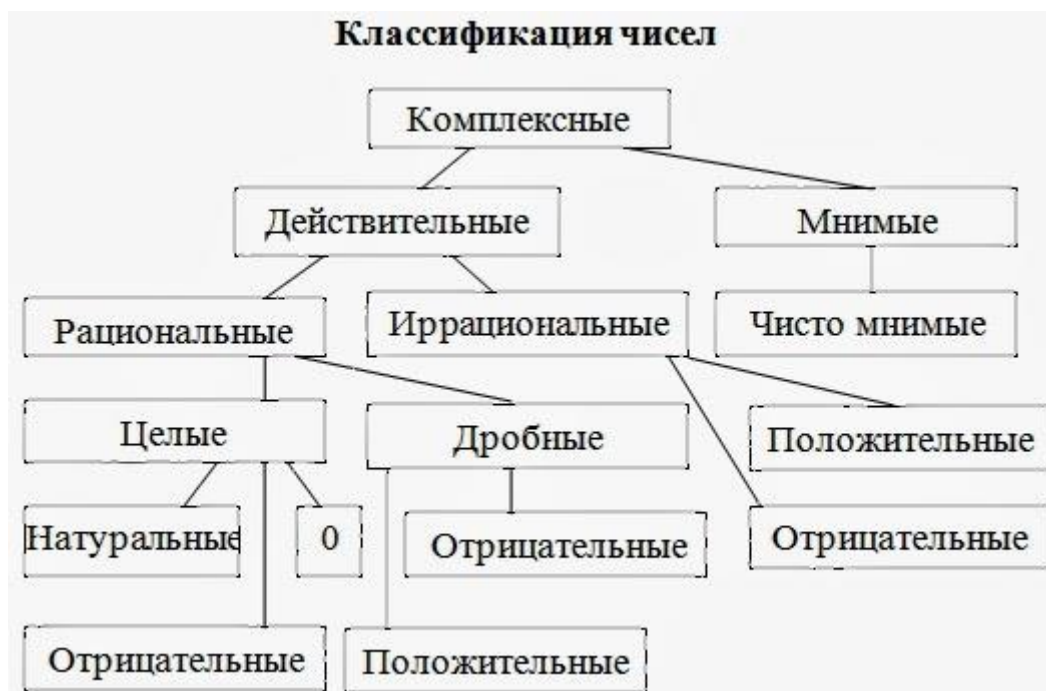 Классификация чисел
Комплексные
Действительные
Мнимые
Рациональные
Иррациональные
Чисто мнимые
Целые
Дробные
Положительные
Натуральные
0
Отрицательные
Отрицательные
Отрицательные
Положительные